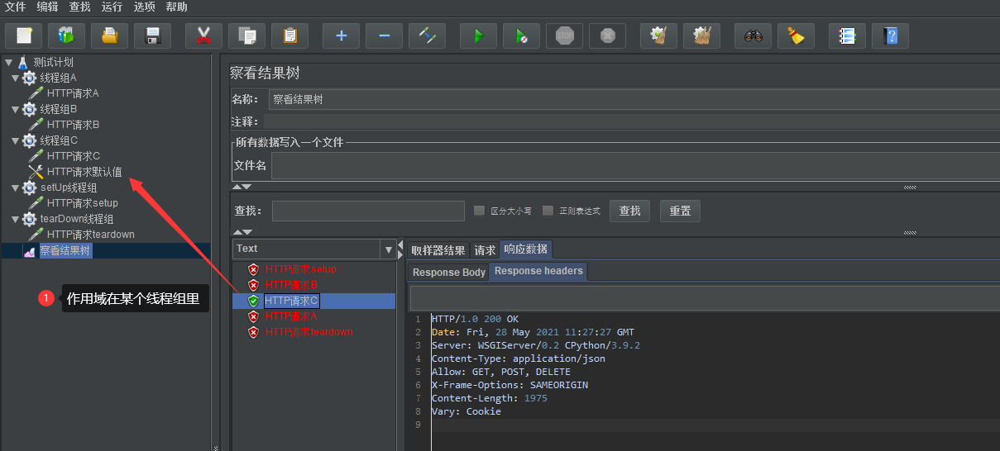 文件 编辑 查找 运行 选项 帮助
STOP
测试计划
线程组A
HTTP请求A
线程组B
HTTP请求B
线程组C
HTTP请求C
HTTP请求默认值
setUp线程组
HTTP请求setup
tearDown线程组
HTTP请求teardown
察看结果树
1 作用域在某个线程组里
察看结果树
名称： 察看结果树
注释：
所有数据写入一个文件
文件名
查找： 区分大小写 正则表达式 查找 重置
Text
HTTP请求setup
HTTP请求B
HTTP请求C
HTTP请求A
HTTP请求teardown
取样器结果 请求 响应数据
Response Body Response headers
1 HTTP/1.0 200 OK
2 Date: Fri, 28 May 2021 11:27:27 GMT
3 Server: WSGIServer/0.2 CPython/3.9.2
4 Content-Type: application/json
5 Allow: GET, POST, DELETE
6 X-Frame-Options: SAMEORIGIN
7 Content-Length: 1975
8 Vary: Cookie
9